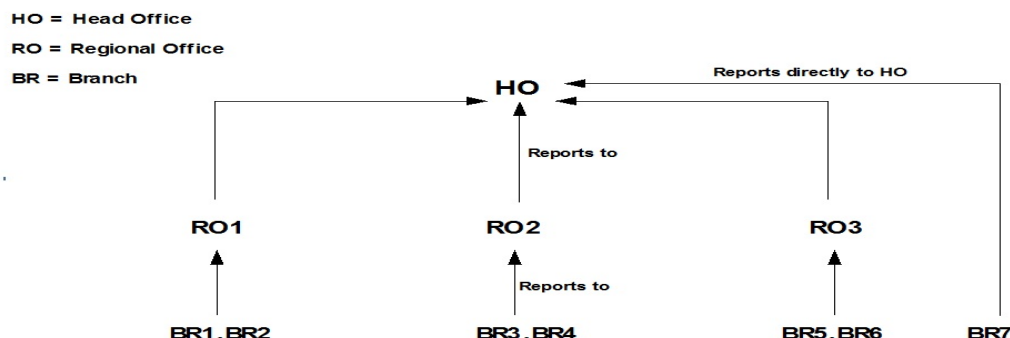 HO = Head Office
RO = Regional Office
BR = Branch
Reports directly to HO
HO
Reports to
RO1 RO2 RO3
Reports to
BR1,BR2 BR3,BR4 BR5,BR6 BR7